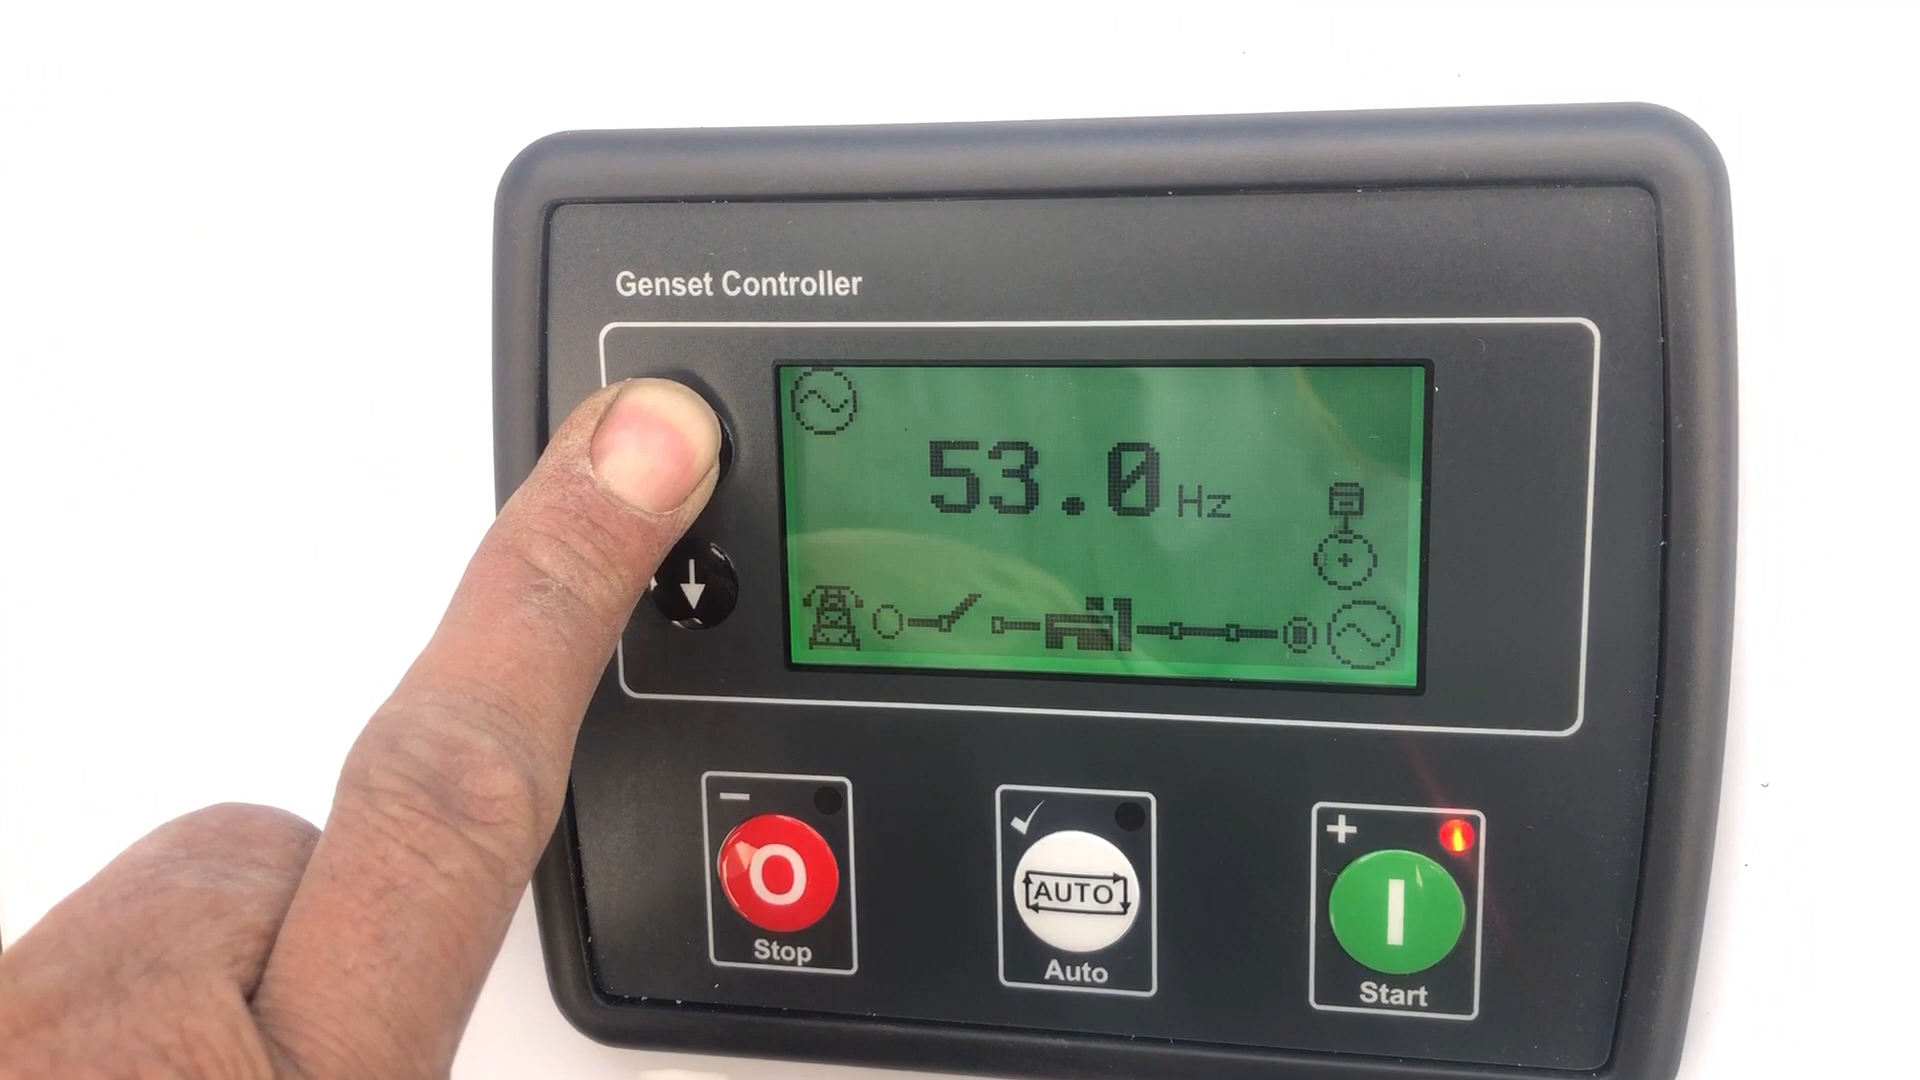 Genset Controller
53.0 Hz
O
Stop
AUTO
Auto
I
Start